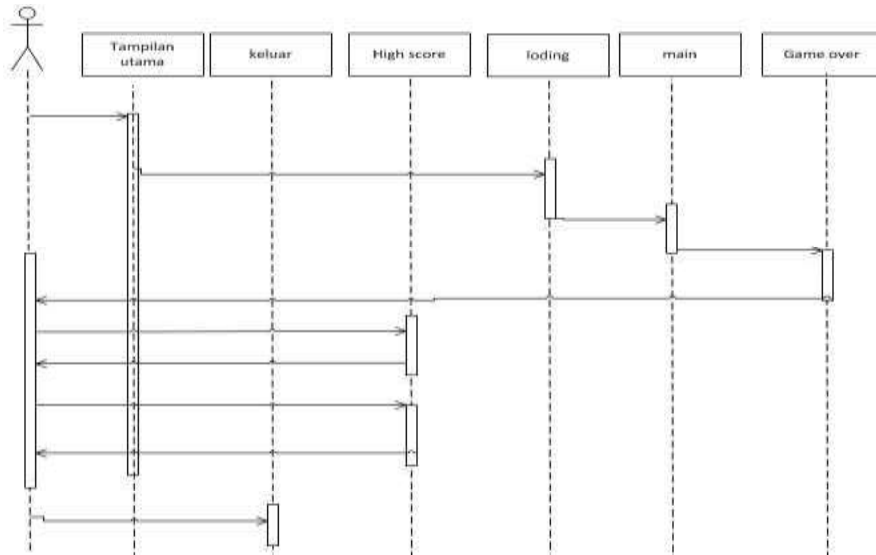 Tampilan
utama
keluar
High score
loding
main
Game over